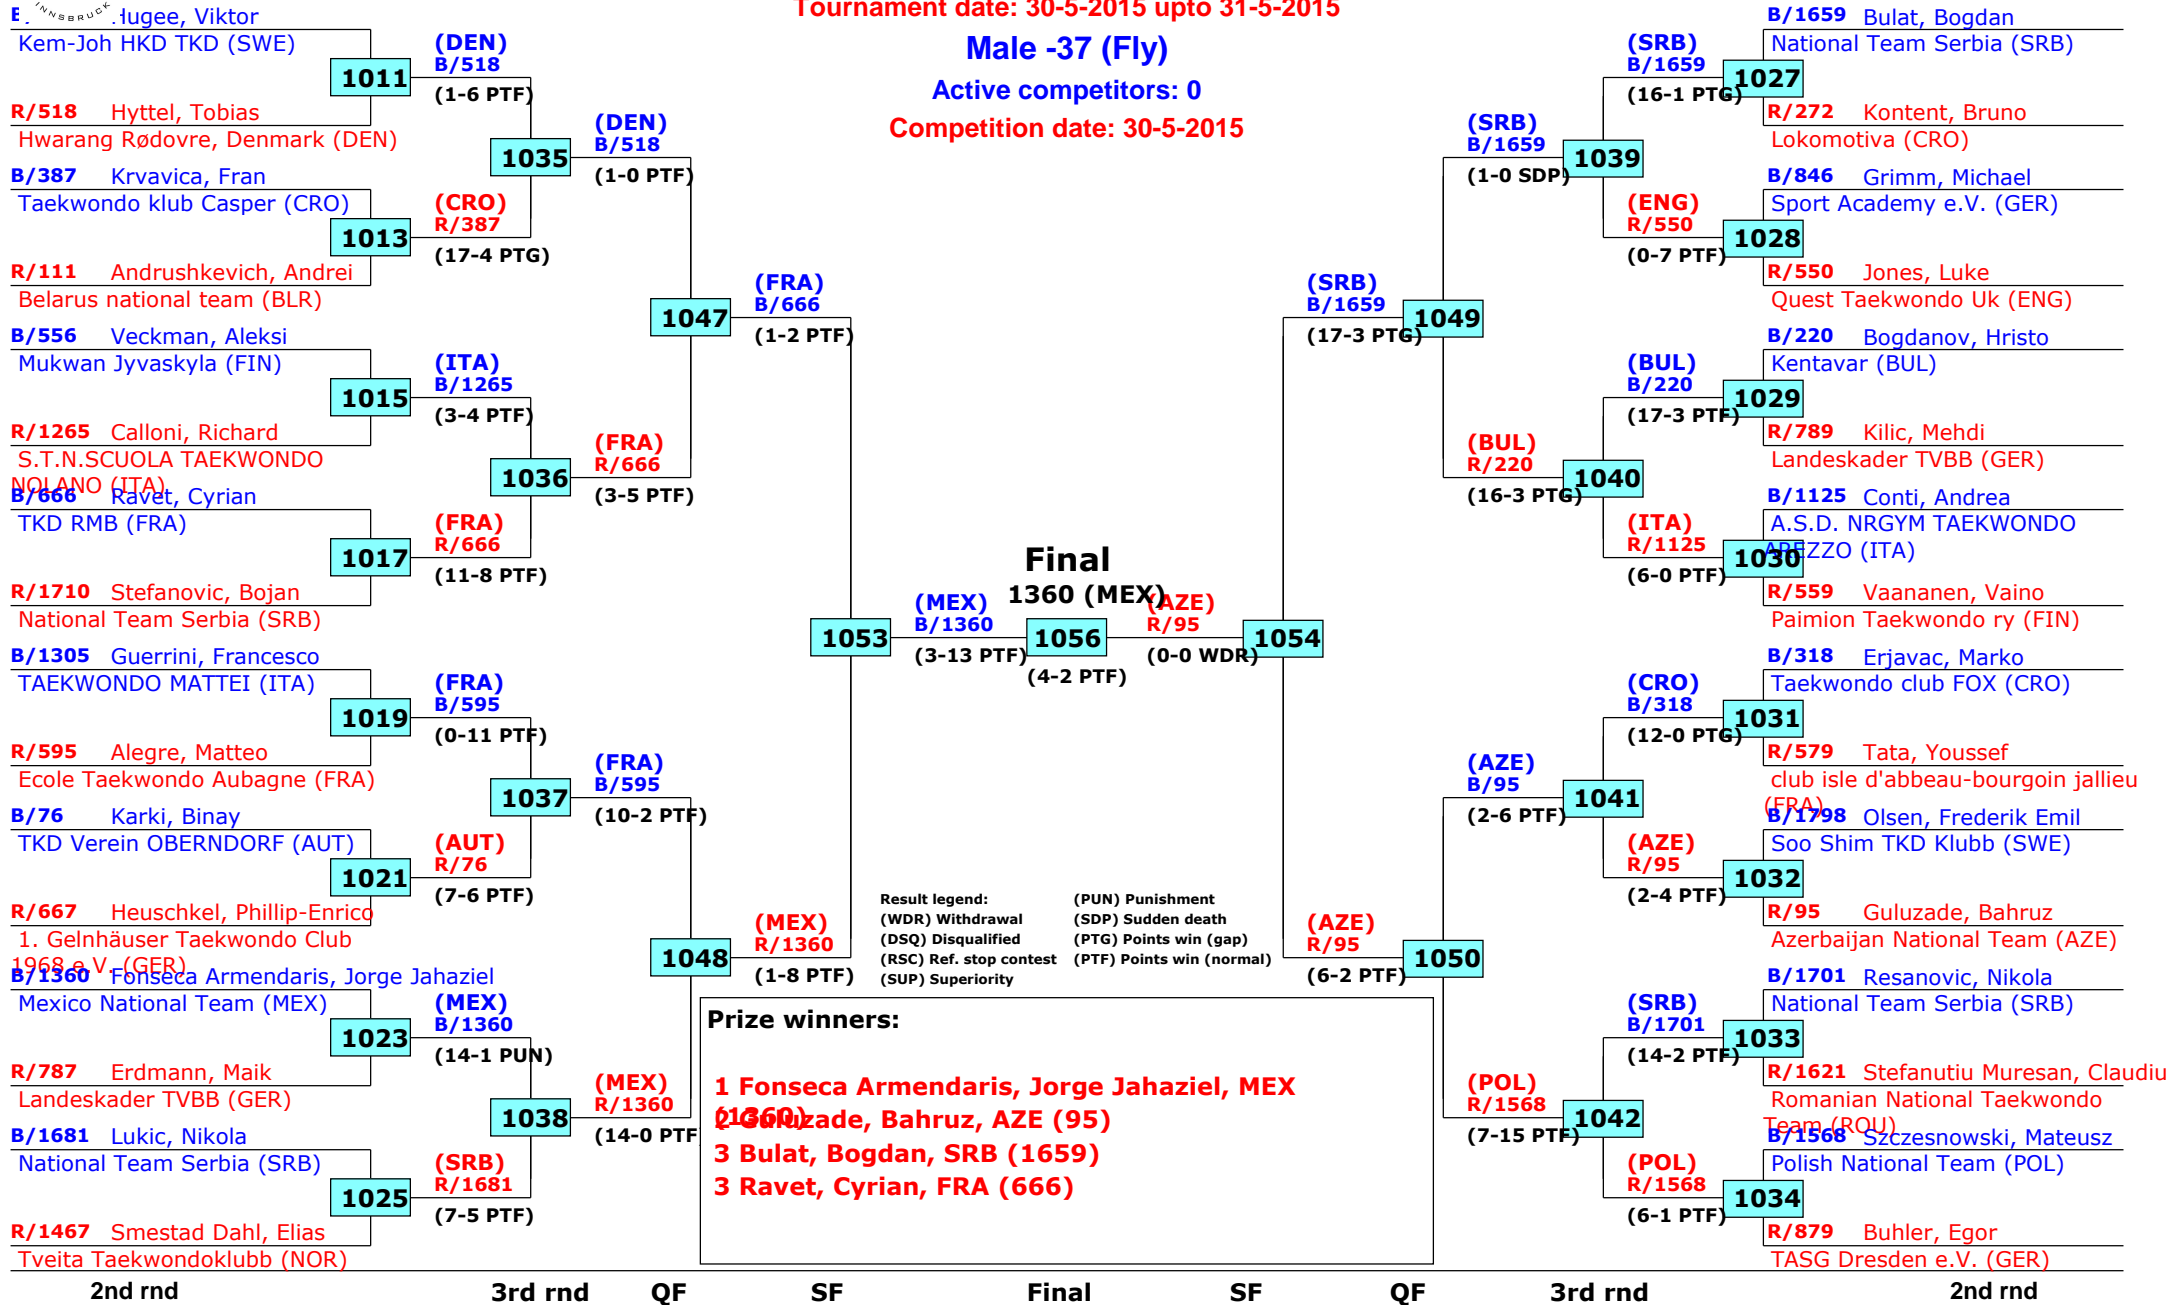 INNSBRUCK
Tournament date: 30-5-2015 upto 31-5-2015
Male -37 (Fly)
Active competitors: 0
Competition date: 30-5-2015
Viktor
Kem-Joh HKD TKD (SWE)
1011
R/518 Hyttel, Tobias
Hwarang Rødovre, Denmark (DEN)
B/387 Krvavica, Fran
Taekwondo klub Casper (CRO)
1013
R/111 Andrushkevich, Andrei
Belarus national team (BLR)
B/556 Veckman, Aleksi
Mukwan Jyvaskyla (FIN)
1015
R/1265 Calloni, Richard
S.T.N.SCUOLA TAEKWONDO
NOLANO (ITA)
B/666 Ravet, Cyrian
TKD RMB (FRA)
1017
R/1710 Stefanovic, Bojan
National Team Serbia (SRB)
B/1305 Guerrini, Francesco
TAEKWONDO MATTEI (ITA)
1019
R/595 Alegre, Matteo
Ecole Taekwondo Aubagne (FRA)
B/76 Karki, Binay
TKD Verein OBERNDORF (AUT)
1021
R/667 Heuschkel, Phillip-Enrico
1. Gelnhäuser Taekwondo Club
1968 e.V. (GER)
B/1360 Fonseca Armendaris, Jorge Jahaziel
Mexico National Team (MEX)
1023
R/787 Erdmann, Maik
Landeskader TVBB (GER)
B/1681 Lukic, Nikola
National Team Serbia (SRB)
1025
R/1467 Smestad Dahl, Elias
Tveita Taekwondoklubb (NOR)
(DEN)
B/518
(1-6 PTF)
1035
(CRO)
R/387
(17-4 PTG)
(ITA)
B/1265
(3-4 PTF)
1036
(FRA)
R/666
(11-8 PTF)
(FRA)
B/595
(0-11 PTF)
1037
(AUT)
R/76
(7-6 PTF)
(MEX)
B/1360
(14-1 PUN)
1038
(SRB)
R/1681
(7-5 PTF)
(DEN)
B/518
(1-0 PTF)
1047
(FRA)
R/666
(3-5 PTF)
(FRA)
B/595
(10-2 PTF)
1048
(MEX)
R/1360
(14-0 PTF
(FRA)
B/666
(1-2 PTF)
1053
(MEX)
R/1360
(1-8 PTF)
Final
1360 (MEX)
(MEX)
B/1360
(3-13 PTF)
1056
(4-2 PTF)
(AZE)
R/95
(0-0 WDR)
1054
(SRB)
B/1659
(17-3 PTG)
1049
(AZE)
R/95
(6-2 PTF)
1050
(SRB)
B/1659
(1-0 SDP)
1039
(BUL)
R/220
(16-3 PTG)
1040
(AZE)
B/95
(2-6 PTF)
1041
(POL)
R/1568
(7-15 PTF)
1042
(SRB)
B/1659
(16-1 PTG)
1027
(ENG)
R/550
(0-7 PTF)
1028
(BUL)
B/220
(17-3 PTF)
1029
(ITA)
R/1125
(6-0 PTF)
1030
(CRO)
B/318
(12-0 PTG)
1031
(AZE)
R/95
(2-4 PTF)
1032
(SRB)
B/1701
(14-2 PTF)
1033
(POL)
R/1568
(6-1 PTF)
1034
B/1659 Bulat, Bogdan
National Team Serbia (SRB)
R/272 Kontent, Bruno
Lokomotiva (CRO)
B/846 Grimm, Michael
Sport Academy e.V. (GER)
R/550 Jones, Luke
Quest Taekwondo Uk (ENG)
B/220 Bogdanov, Hristo
Kentavar (BUL)
R/789 Kilic, Mehdi
Landeskader TVBB (GER)
B/1125 Conti, Andrea
A.S.D. NRGYM TAEKWONDO
AREZZO (ITA)
R/559 Vaananen, Vaino
Paimion Taekwondo ry (FIN)
B/318 Erjavac, Marko
Taekwondo club FOX (CRO)
R/579 Tata, Youssef
club isle d'abbeau-bourgoin jallieu
(FRA)
B/1798 Olsen, Frederik Emil
Soo Shim TKD Klubb (SWE)
R/95 Guluzade, Bahruz
Azerbaijan National Team (AZE)
B/1701 Resanovic, Nikola
National Team Serbia (SRB)
R/1621 Stefanutiu Muresan, Claudiu
Romanian National Taekwondo
Team (ROU)
B/1568 Szczesnowski, Mateusz
Polish National Team (POL)
R/879 Buhler, Egor
TASG Dresden e.V. (GER)
Result legend:
(WDR) Withdrawal
(DSQ) Disqualified
(RSC) Ref. stop contest
(SUP) Superiority
(PUN) Punishment
(SDP) Sudden death
(PTG) Points win (gap)
(PTF) Points win (normal)
Prize winners:
1 Fonseca Armendaris, Jorge Jahaziel, MEX
(1360)
2 Guluzade, Bahruz, AZE (95)
3 Bulat, Bogdan, SRB (1659)
3 Ravet, Cyrian, FRA (666)
2nd rnd 3rd rnd QF SF Final SF QF 3rd rnd 2nd rnd